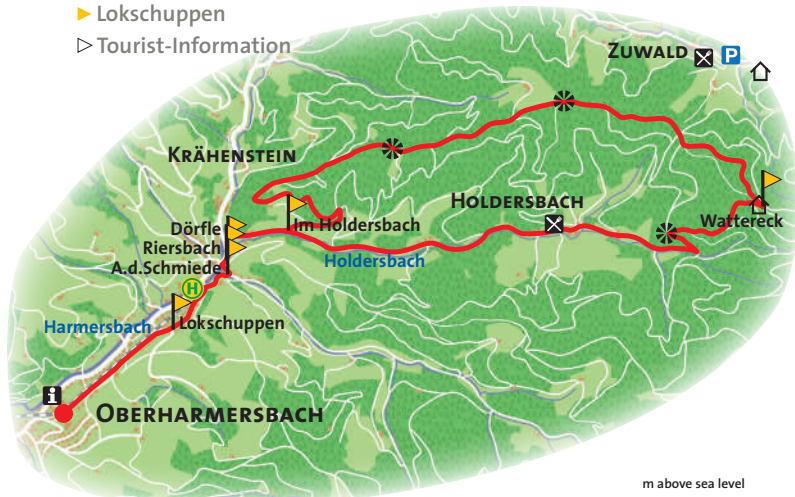 Lokschuppen
Tourist-Information
ZUWALD
P
KRÄHENSTEIN
HOLDERSBACH
Dörfle
Im Holdersbach
Wattereck
Riersbach
A.d.Schmiede
Holdersbach
H
Harmersbach
Lokschuppen
i
OBERHARMERSBACH
m above sea level